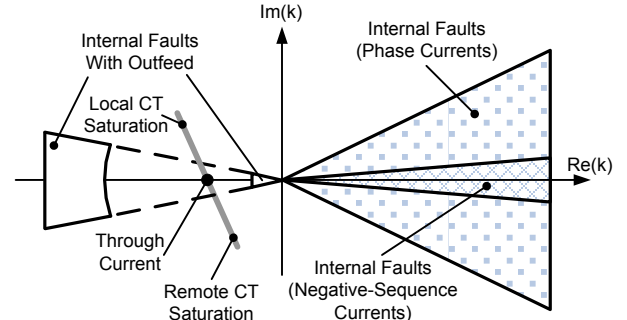 Im(k)
Internal Faults
With Outfeed
Internal Faults
(Phase Currents)
Local CT
Saturation
Re(k)
Through
Current
Remote CT
Saturation
Internal Faults
(Negative-Sequence
Currents)